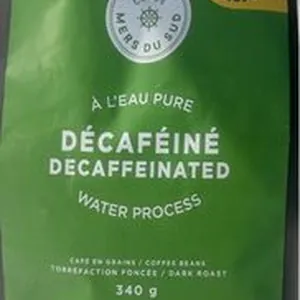 MERS DU SUD
À L'EAU PURE
DÉCAFÉINÉ
DECAFFEINATED
WATER PROCESS
CAFÉ EN GRAINS / COFFEE BEANS
TORRÉFACTION FONCÉE / DARK ROAST
340 g